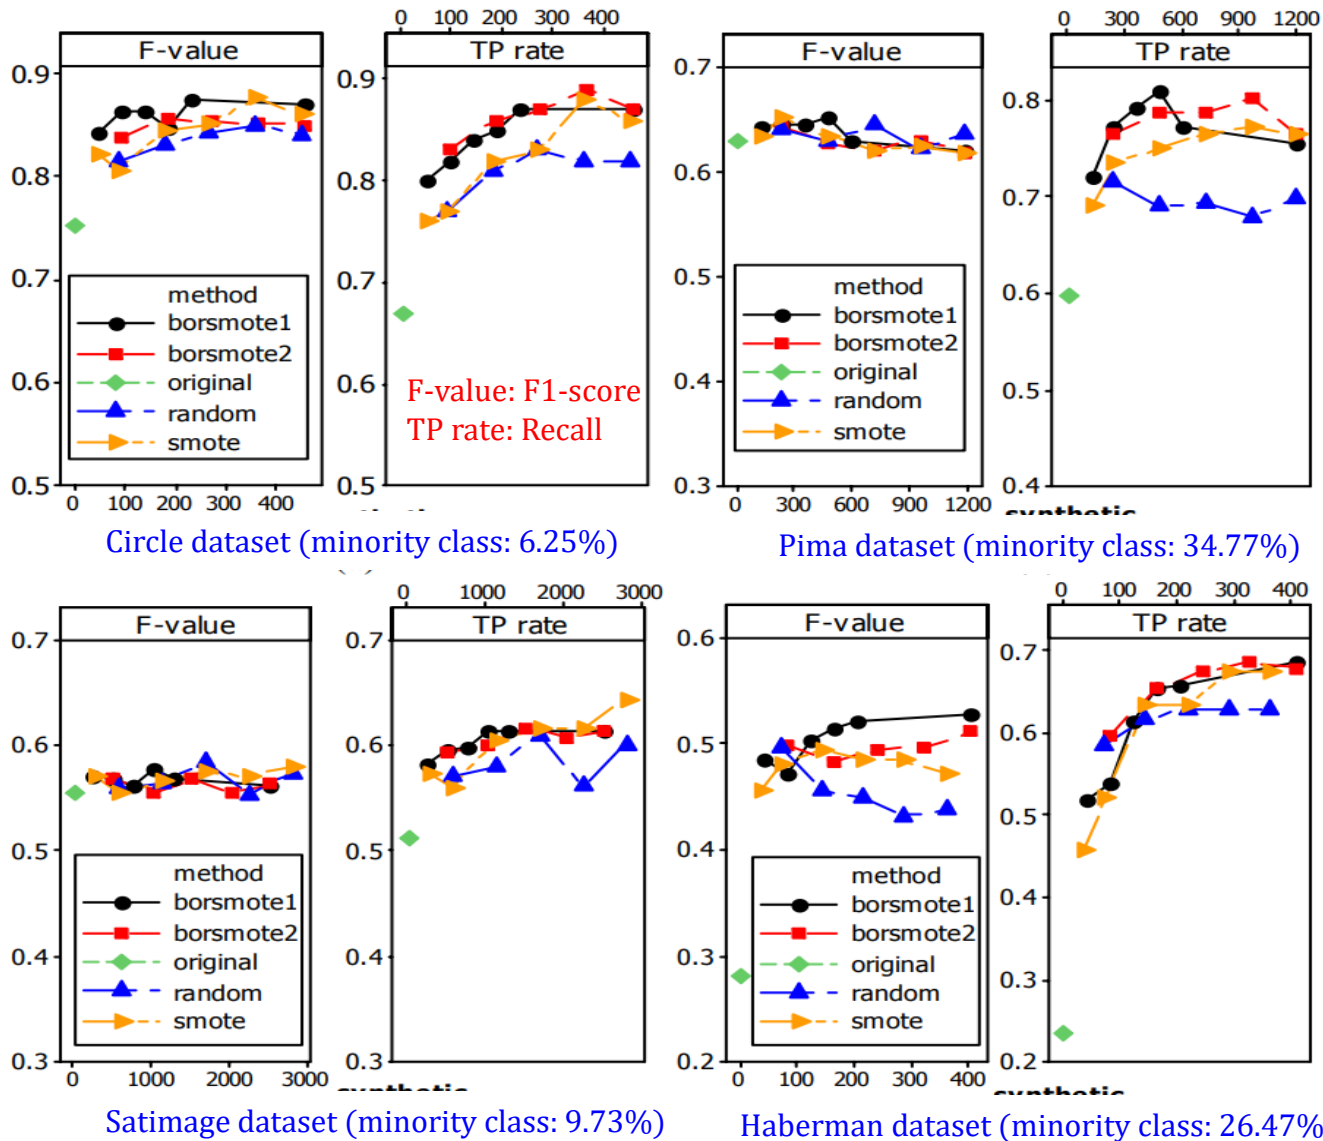 0 100 200 300 400
F-value
TP rate
0.9
0.8
0.7
0.6
0.5
0.9
0.8
0.7
0.6
0.5
method
borsmote1
borsmote2
original
random
smote
F-value: F1-score
TP rate: Recall
0 100 200 300 400
Circle dataset (minority class: 6.25%)
0 300 600 900 1200
F-value
TP rate
0.7
0.6
0.5
0.4
0.3
0.8
0.7
0.6
0.5
0.4
method
borsmote1
borsmote2
original
random
smote
0 300 600 900 1200
synthetic
Pima dataset (minority class: 34.77%)
0 1000 2000 3000
F-value
TP rate
0.7
0.6
0.5
0.4
0.3
0.7
0.6
0.5
0.4
0.3
method
borsmote1
borsmote2
original
random
smote
0 1000 2000 3000
synthetic
Satimage dataset (minority class: 9.73%)
0 100 200 300 400
F-value
TP rate
0.6
0.5
0.4
0.3
0.2
0.7
0.6
0.5
0.4
0.3
0.2
method
borsmote1
borsmote2
original
random
smote
0 100 200 300 400
synthetic
Haberman dataset (minority class: 26.47%